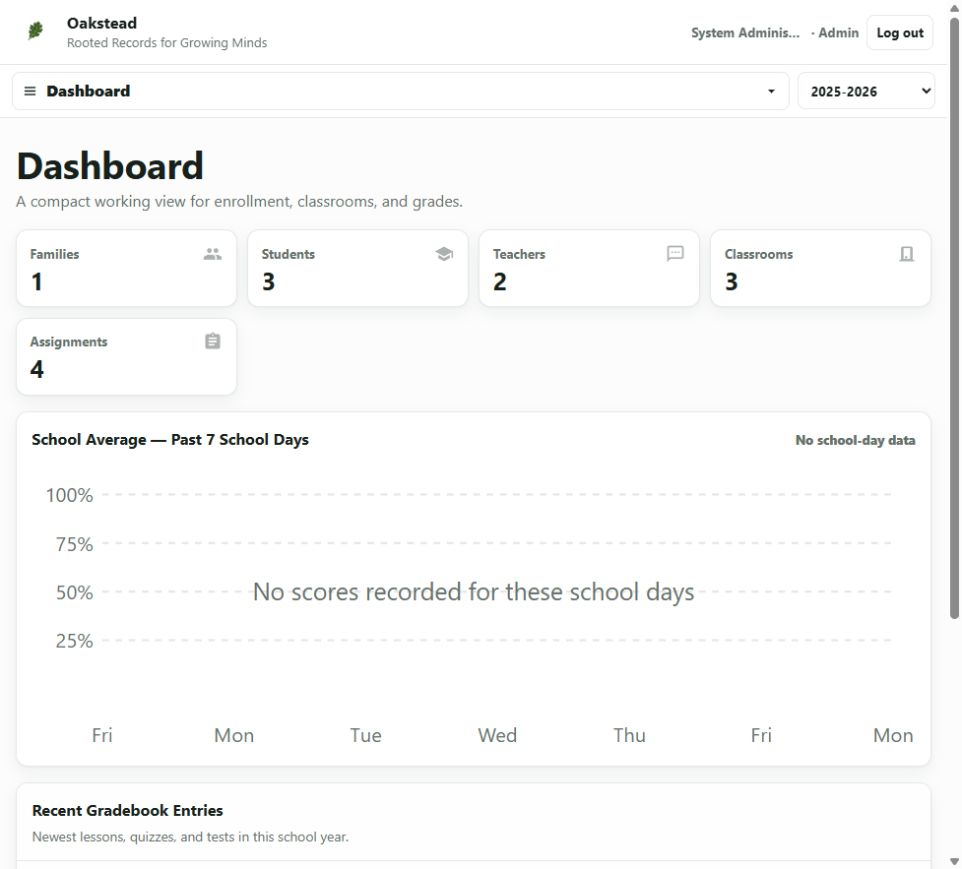 Oakstead
Rooted Records for Growing Minds
System Adminis... · Admin
Log out
Dashboard
2025-2026
Dashboard
A compact working view for enrollment, classrooms, and grades.
Families
1
Students
3
Teachers
2
Classrooms
3
Assignments
4
School Average — Past 7 School Days
No school-day data
100%
75%
50%
25%
No scores recorded for these school days
Fri Mon Tue Wed Thu Fri Mon
Recent Gradebook Entries
Newest lessons, quizzes, and tests in this school year.